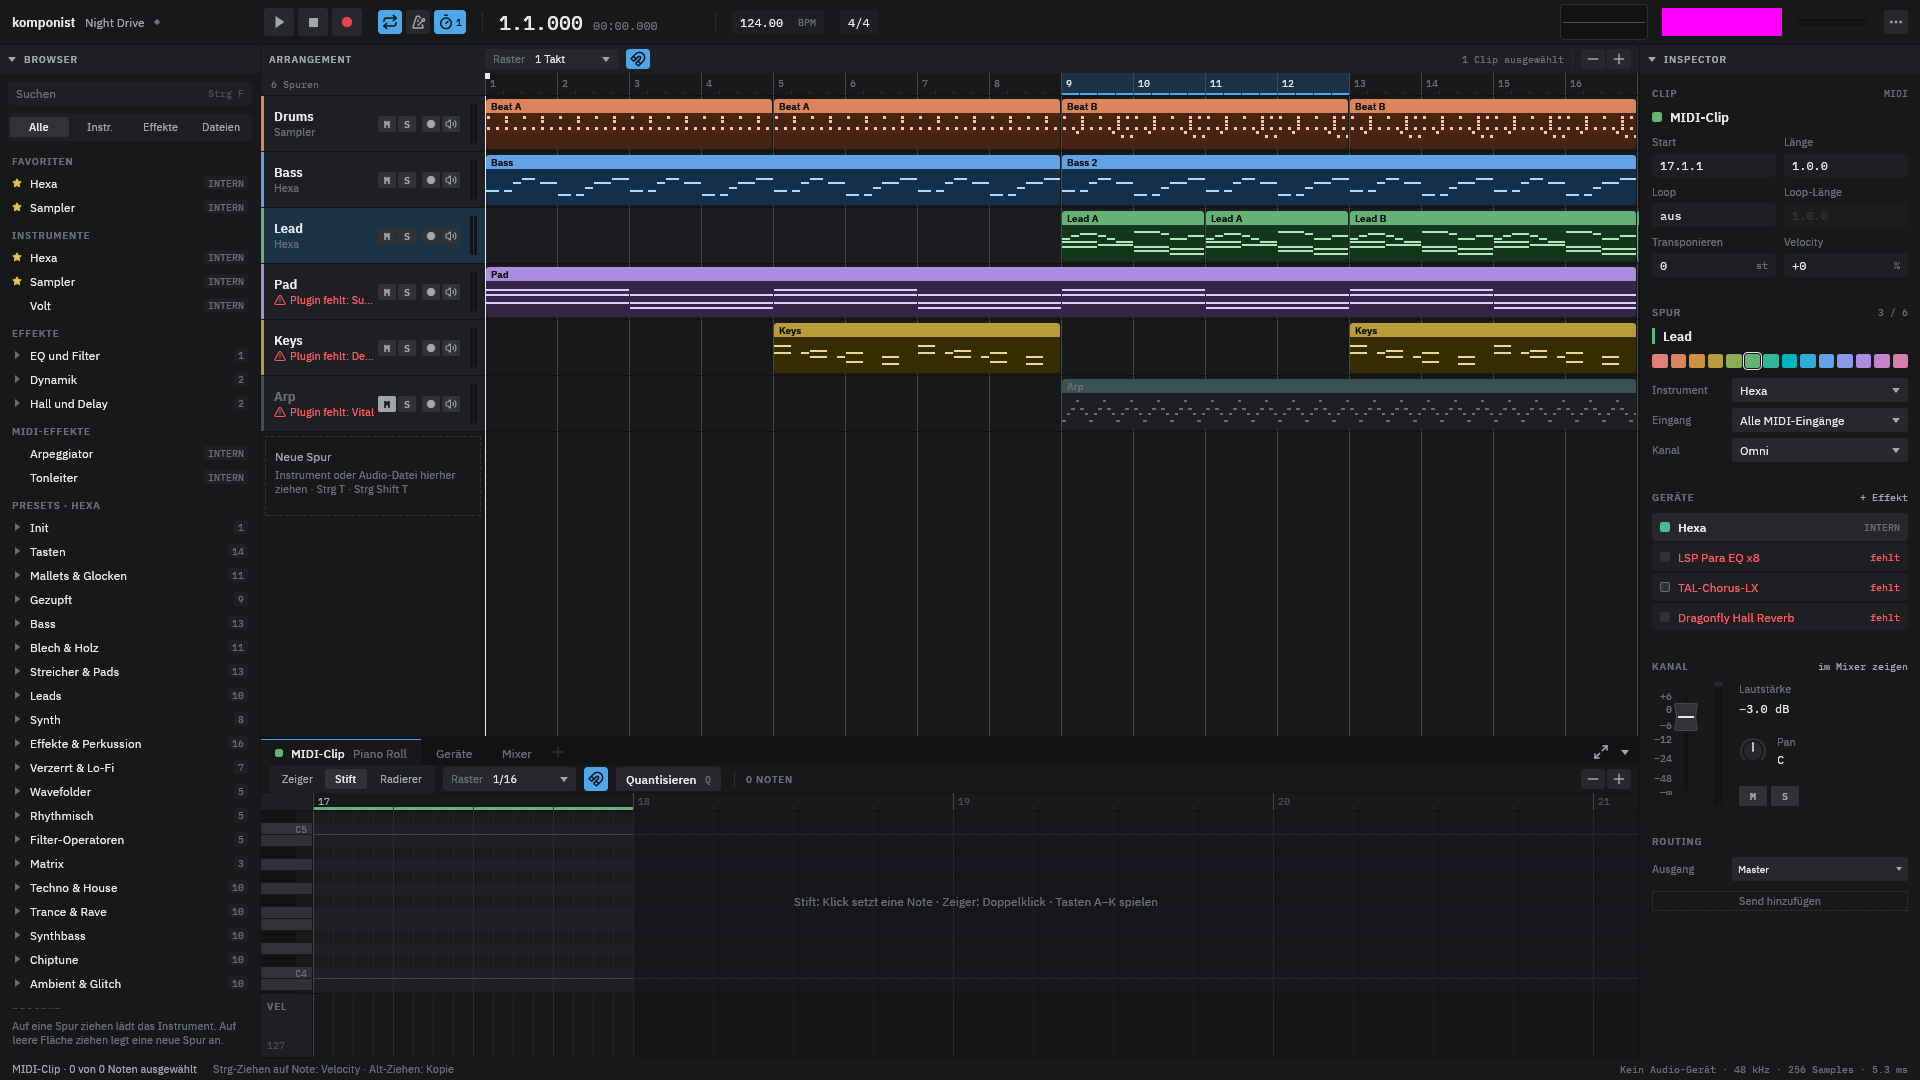 komponist Night Drive
1 1.1.000 00:00.000 124.00 BPM 4/4
BROWSER
Suchen Strg F
Alle Instr. Effekte Dateien
FAVORITEN
Hexa INTERN
Sampler INTERN
INSTRUMENTE
Hexa INTERN
Sampler INTERN
Volt INTERN
EFFEKTE
EQ und Filter 1
Dynamik 2
Hall und Delay 2
MIDI-EFFEKTE
Arpeggiator INTERN
Tonleiter INTERN
PRESETS · HEXA
Init 1
Tasten 14
Mallets & Glocken 11
Gezupft 9
Bass 13
Blech & Holz 11
Streicher & Pads 13
Leads 10
Synth 8
Effekte & Perkussion 16
Verzerrt & Lo-Fi 7
Wavefolder 5
Rhythmisch 5
Filter-Operatoren 5
Matrix 3
Techno & House 10
Trance & Rave 10
Synthbass 10
Chiptune 10
Ambient & Glitch 10
Auf eine Spur ziehen lädt das Instrument. Auf
leere Fläche ziehen legt eine neue Spur an.
ARRANGEMENT Raster 1 Takt 1 Clip ausgewählt
6 Spuren 1 2 3 4 5 6 7 8 9 10 11 12 13 14 15 16
Drums
Sampler
M S
Beat A Beat A Beat B Beat B
Bass
Hexa
M S
Bass Bass 2
Lead
Hexa
M S
Lead A Lead A Lead B
Pad
Plugin fehlt: Su...
M S
Pad
Keys
Plugin fehlt: De...
M S
Keys Keys
Arp
Plugin fehlt: Vital
M S
Arp
Neue Spur
Instrument oder Audio-Datei hierher
ziehen · Strg T · Strg Shift T
MIDI-Clip Piano Roll Geräte Mixer
Zeiger Stift Radierer Raster 1/16 Quantisieren Q 0 NOTEN
17 18 19 20 21
C5
Stift: Klick setzt eine Note · Zeiger: Doppelklick · Tasten A–K spielen
C4
VEL
127
INSPECTOR
CLIP MIDI
MIDI-Clip
Start Länge
17.1.1 1.0.0
Loop Loop-Länge
aus 1.0.0
Transponieren Velocity
0 st +0 %
SPUR 3 / 6
Lead
Instrument Hexa
Eingang Alle MIDI-Eingänge
Kanal Omni
GERÄTE + Effekt
Hexa INTERN
LSP Para EQ x8 fehlt
TAL-Chorus-LX fehlt
Dragonfly Hall Reverb fehlt
KANAL im Mixer zeigen
+6
0
−6
−12
−24
−48
−∞
Lautstärke
−3.0 dB
Pan
C
M S
ROUTING
Ausgang Master
Send hinzufügen
MIDI-Clip · 0 von 0 Noten ausgewählt Strg-Ziehen auf Note: Velocity · Alt-Ziehen: Kopie Kein Audio-Gerät · 48 kHz · 256 Samples · 5.3 ms